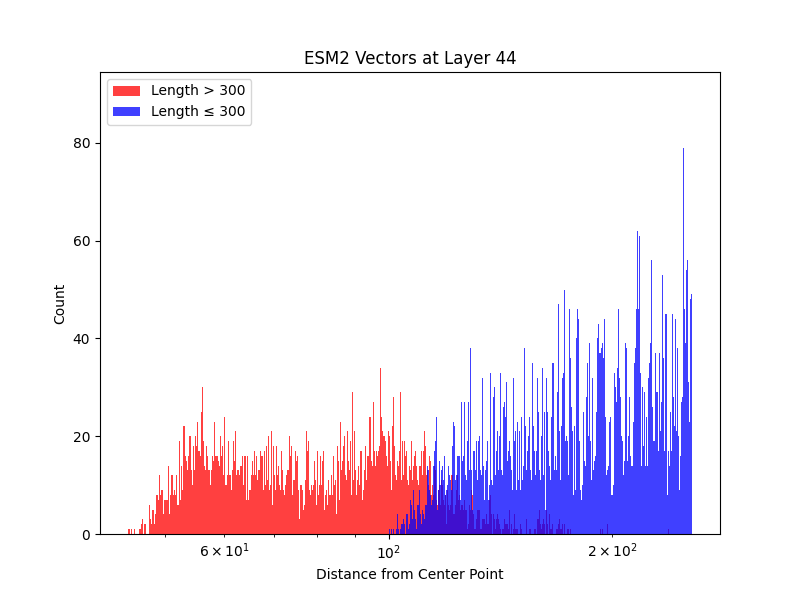 ESM2 Vectors at Layer 44
Length > 300
Length ≤ 300
Count
80
60
40
20
0
6 × 10¹
10²
2 × 10²
Distance from Center Point